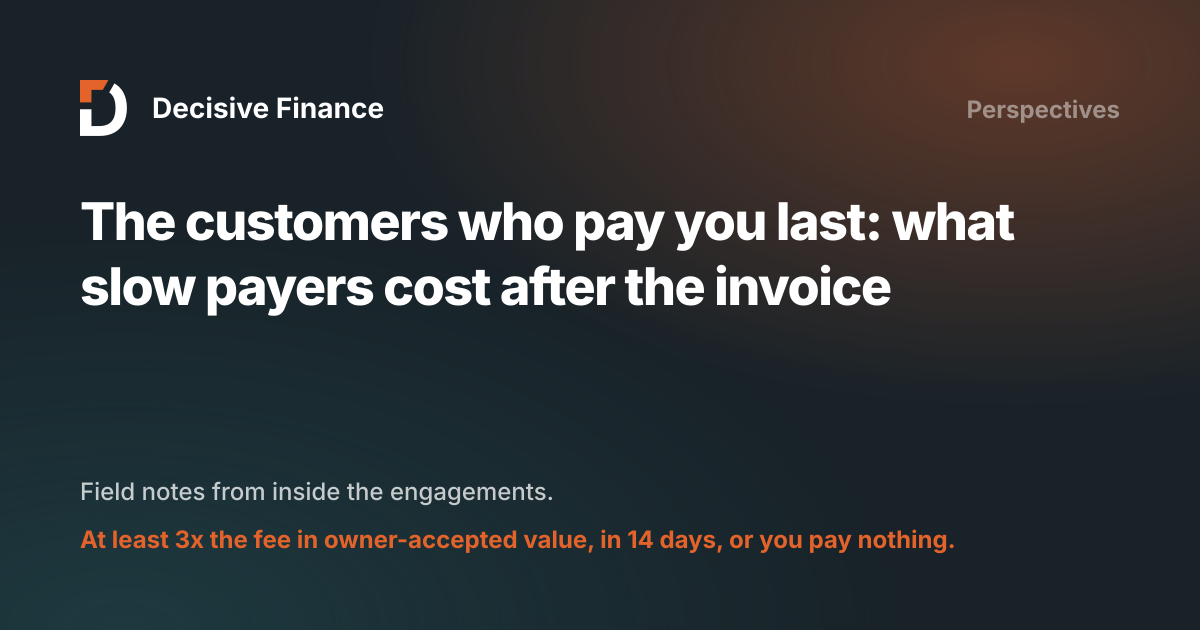 Decisive Finance
Perspectives
The customers who pay you last: what
slow payers cost after the invoice
Field notes from inside the engagements.
At least 3x the fee in owner-accepted value, in 14 days, or you pay nothing.